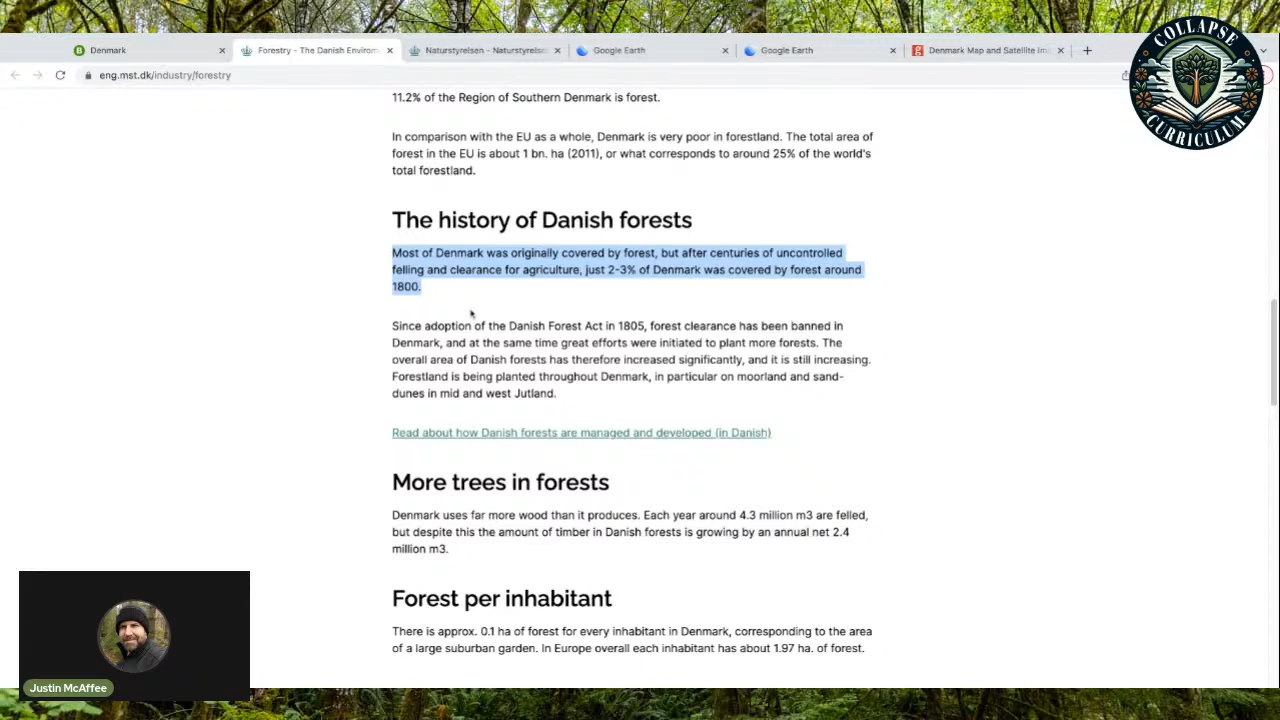 Denmark
Forestry - The Danish Environ
Naturstyrelsen - Naturstyrelse
Google Earth
Google Earth
Denmark Map and Satellite Im
COLLAPSE
CURRICULUM
eng.mst.dk/industry/forestry
11.2% of the Region of Southern Denmark is forest.
In comparison with the EU as a whole, Denmark is very poor in forestland. The total area of
forest in the EU is about 1 bn. ha (2011), or what corresponds to around 25% of the world's
total forestland.
The history of Danish forests
Most of Denmark was originally covered by forest, but after centuries of uncontrolled
felling and clearance for agriculture, just 2-3% of Denmark was covered by forest around
1800.
Since adoption of the Danish Forest Act in 1805, forest clearance has been banned in
Denmark, and at the same time great efforts were initiated to plant more forests. The
overall area of Danish forests has therefore increased significantly, and it is still increasing.
Forestland is being planted throughout Denmark, in particular on moorland and sand-
dunes in mid and west Jutland.
Read about how Danish forests are managed and developed (in Danish)
More trees in forests
Denmark uses far more wood than it produces. Each year around 4.3 million m3 are felled,
but despite this the amount of timber in Danish forests is growing by an annual net 2.4
million m3.
Forest per inhabitant
There is approx. 0.1 ha of forest for every inhabitant in Denmark, corresponding to the area
of a large suburban garden. In Europe overall each inhabitant has about 1.97 ha. of forest.
Justin McAffee